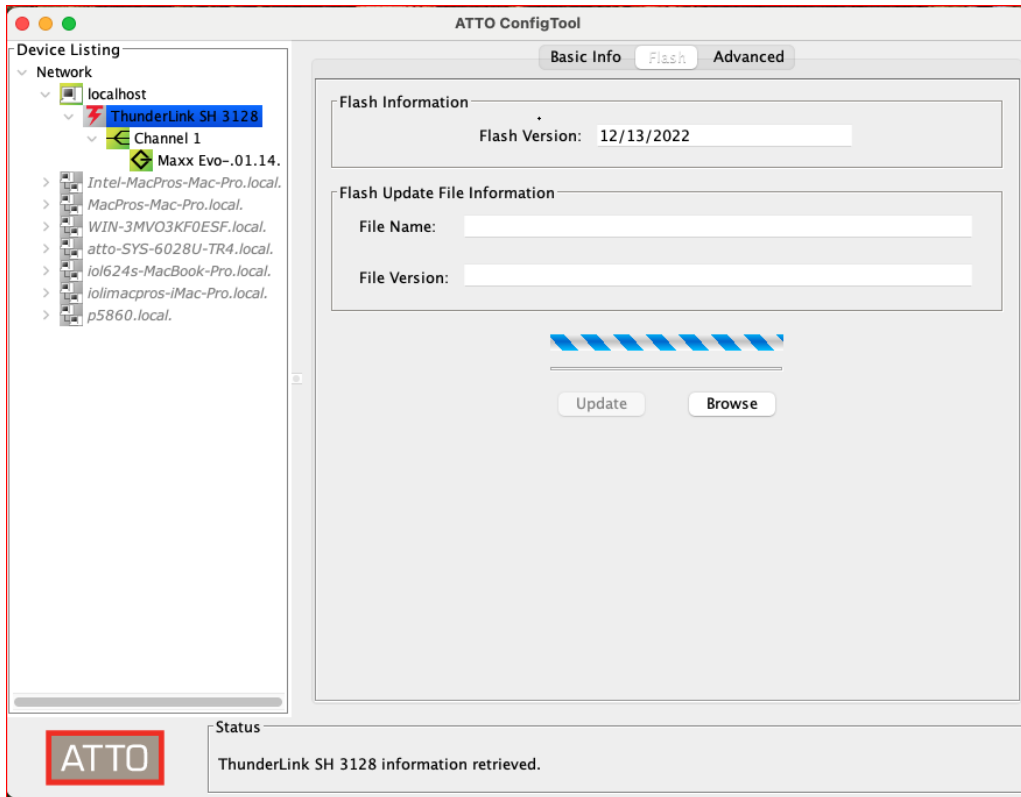 ATTO ConfigTool
Device Listing
Network
localhost
ThunderLink SH 3128
Channel 1
Maxx Evo-.01.14.
Intel-MacPros-Mac-Pro.local.
MacPros-Mac-Pro.local.
WIN-3MVO3KF0ESF.local.
atto-SYS-6028U-TR4.local.
iol624s-MacBook-Pro.local.
iolimacpros-iMac-Pro.local.
p5860.local.
Basic Info Flash Advanced
Flash Information
Flash Version: 12/13/2022
Flash Update File Information
File Name:
File Version:
Update Browse
ATTO
Status
ThunderLink SH 3128 information retrieved.